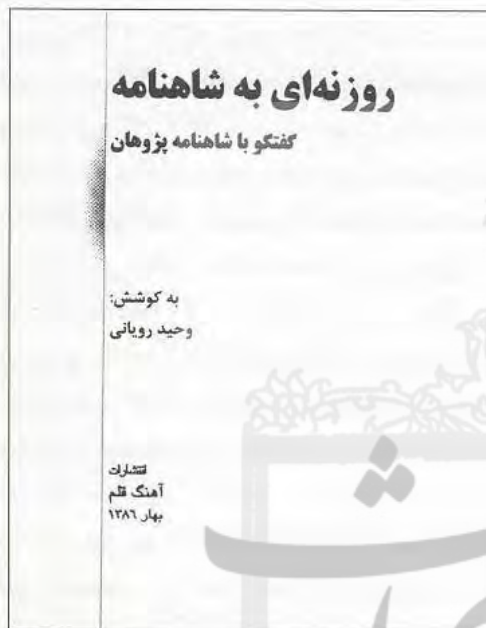 روزنه‌ای به شاهنامه
گفتگو با شاهنامه پژوهان
به کوشش:
وحید رویانی
انتشارات
آهنگ قلم
بهار ۱۳۸۶